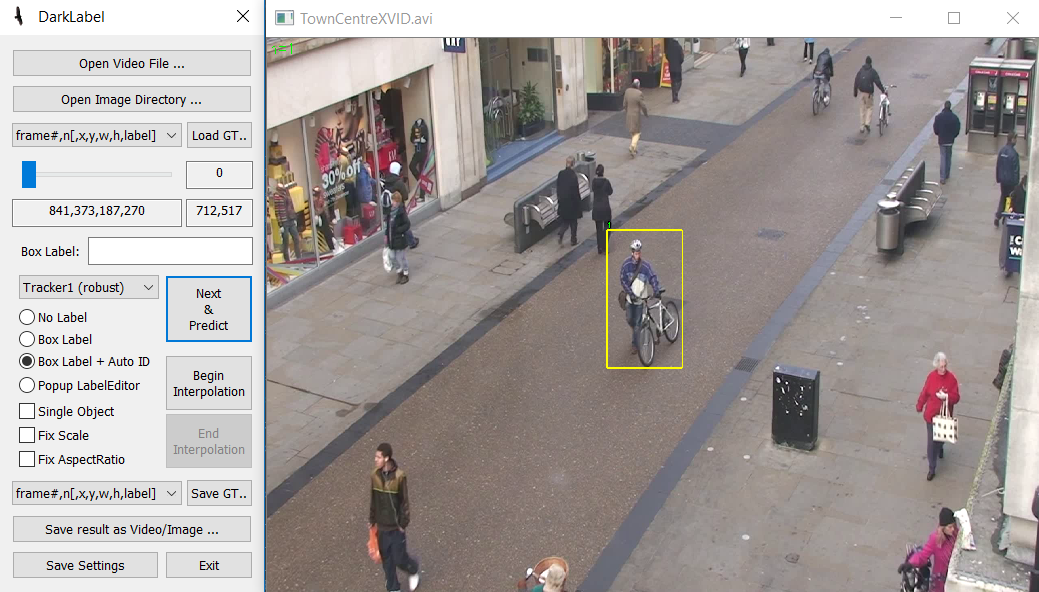 DarkLabel
TownCentreXVID.avi
Open Video File ...
Open Image Directory ...
frame#,n[,x,y,w,h,label]
Load GT..
0
841,373,187,270
712,517
Box Label:
Tracker1 (robust)
Next
&
Predict
No Label
Box Label
Box Label + Auto ID
Popup LabelEditor
Begin
Interpolation
Single Object
Fix Scale
Fix AspectRatio
End
Interpolation
frame#,n[,x,y,w,h,label]
Save GT..
Save result as Video/Image ...
Save Settings
Exit
30% off